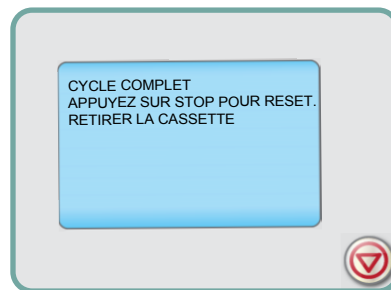 CYCLE COMPLET
APPUYEZ SUR STOP POUR RESET.
RETIRER LA CASSETTE